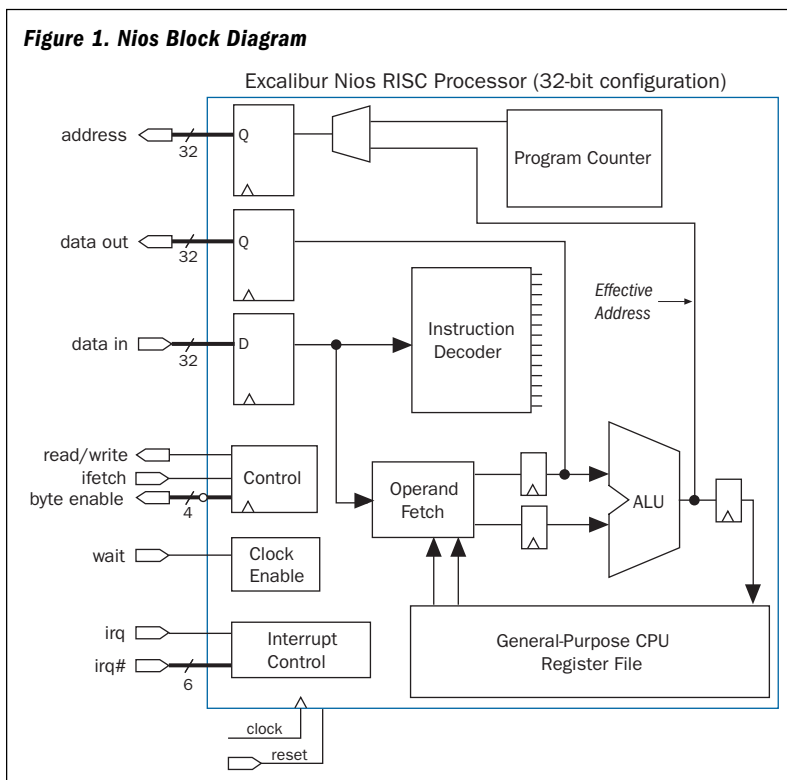 Figure 1. Nios Block Diagram
Excalibur Nios RISC Processor (32-bit configuration)
address
32
Q
Program Counter
data out
32
Q
Effective
Address
data in
32
D
Instruction
Decoder
read/write
ifetch
byte enable
4
Control
Operand
Fetch
ALU
wait
Clock
Enable
irq
irq#
6
Interrupt
Control
General-Purpose CPU
Register File
clock
reset